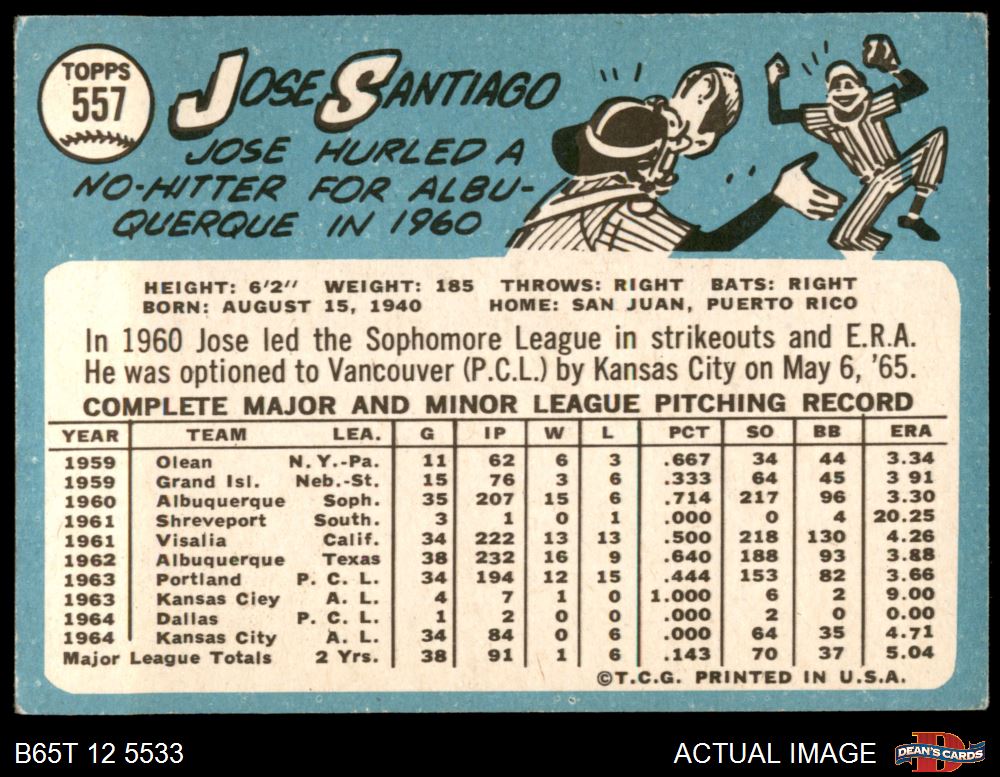 TOPPS
557
JOSE SANTIAGO
JOSE HURLED A
NO-HITTER FOR ALBU-
QUERQUE IN 1960
HEIGHT: 6'2" WEIGHT: 185 THROWS: RIGHT BATS: RIGHT
BORN: AUGUST 15, 1940 HOME: SAN JUAN, PUERTO RICO
In 1960 Jose led the Sophomore League in strikeouts and E.R.A.
He was optioned to Vancouver (P.C.L.) by Kansas City on May 6, '65.
COMPLETE MAJOR AND MINOR LEAGUE PITCHING RECORD
YEAR TEAM LEA. G IP W L PCT SO BB ERA
1959 Olean N.Y.-Pa. 11 62 6 3 .667 34 44 3.34
1959 Grand Isl. Neb.-St. 15 76 3 6 .333 64 45 3 91
1960 Albuquerque Soph. 35 207 15 6 .714 217 96 3.30
1961 Shreveport South. 3 1 0 1 .000 0 4 20.25
1961 Visalia Calif. 34 222 13 13 .500 218 130 4.26
1962 Albuquerque Texas 38 232 16 9 .640 188 93 3.88
1963 Portland P. C. L. 34 194 12 15 .444 153 82 3.66
1963 Kansas Ciey A. L. 4 7 1 0 1.000 6 2 9.00
1964 Dallas P. C. L. 1 2 0 0 .000 2 0 0.00
1964 Kansas City A. L. 34 84 0 6 .000 64 35 4.71
Major League Totals 2 Yrs. 38 91 1 6 .143 70 37 5.04
©T.C.G. PRINTED IN U.S.A.
B65T 12 5533 ACTUAL IMAGE
D
DEAN'S CARDS